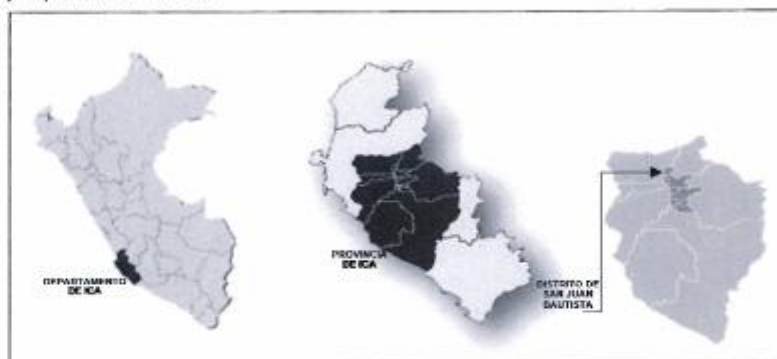 DEPARTAMENTO
DE ICA
PROVINCIA
DE ICA
DISTRITO DE
SAN JUAN
BAUTISTA